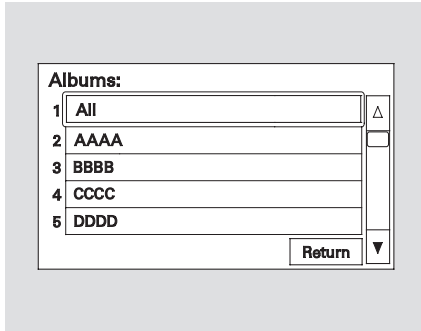 Albums:
1 All
2 AAAA
3 BBBB
4 CCCC
5 DDDD
Return